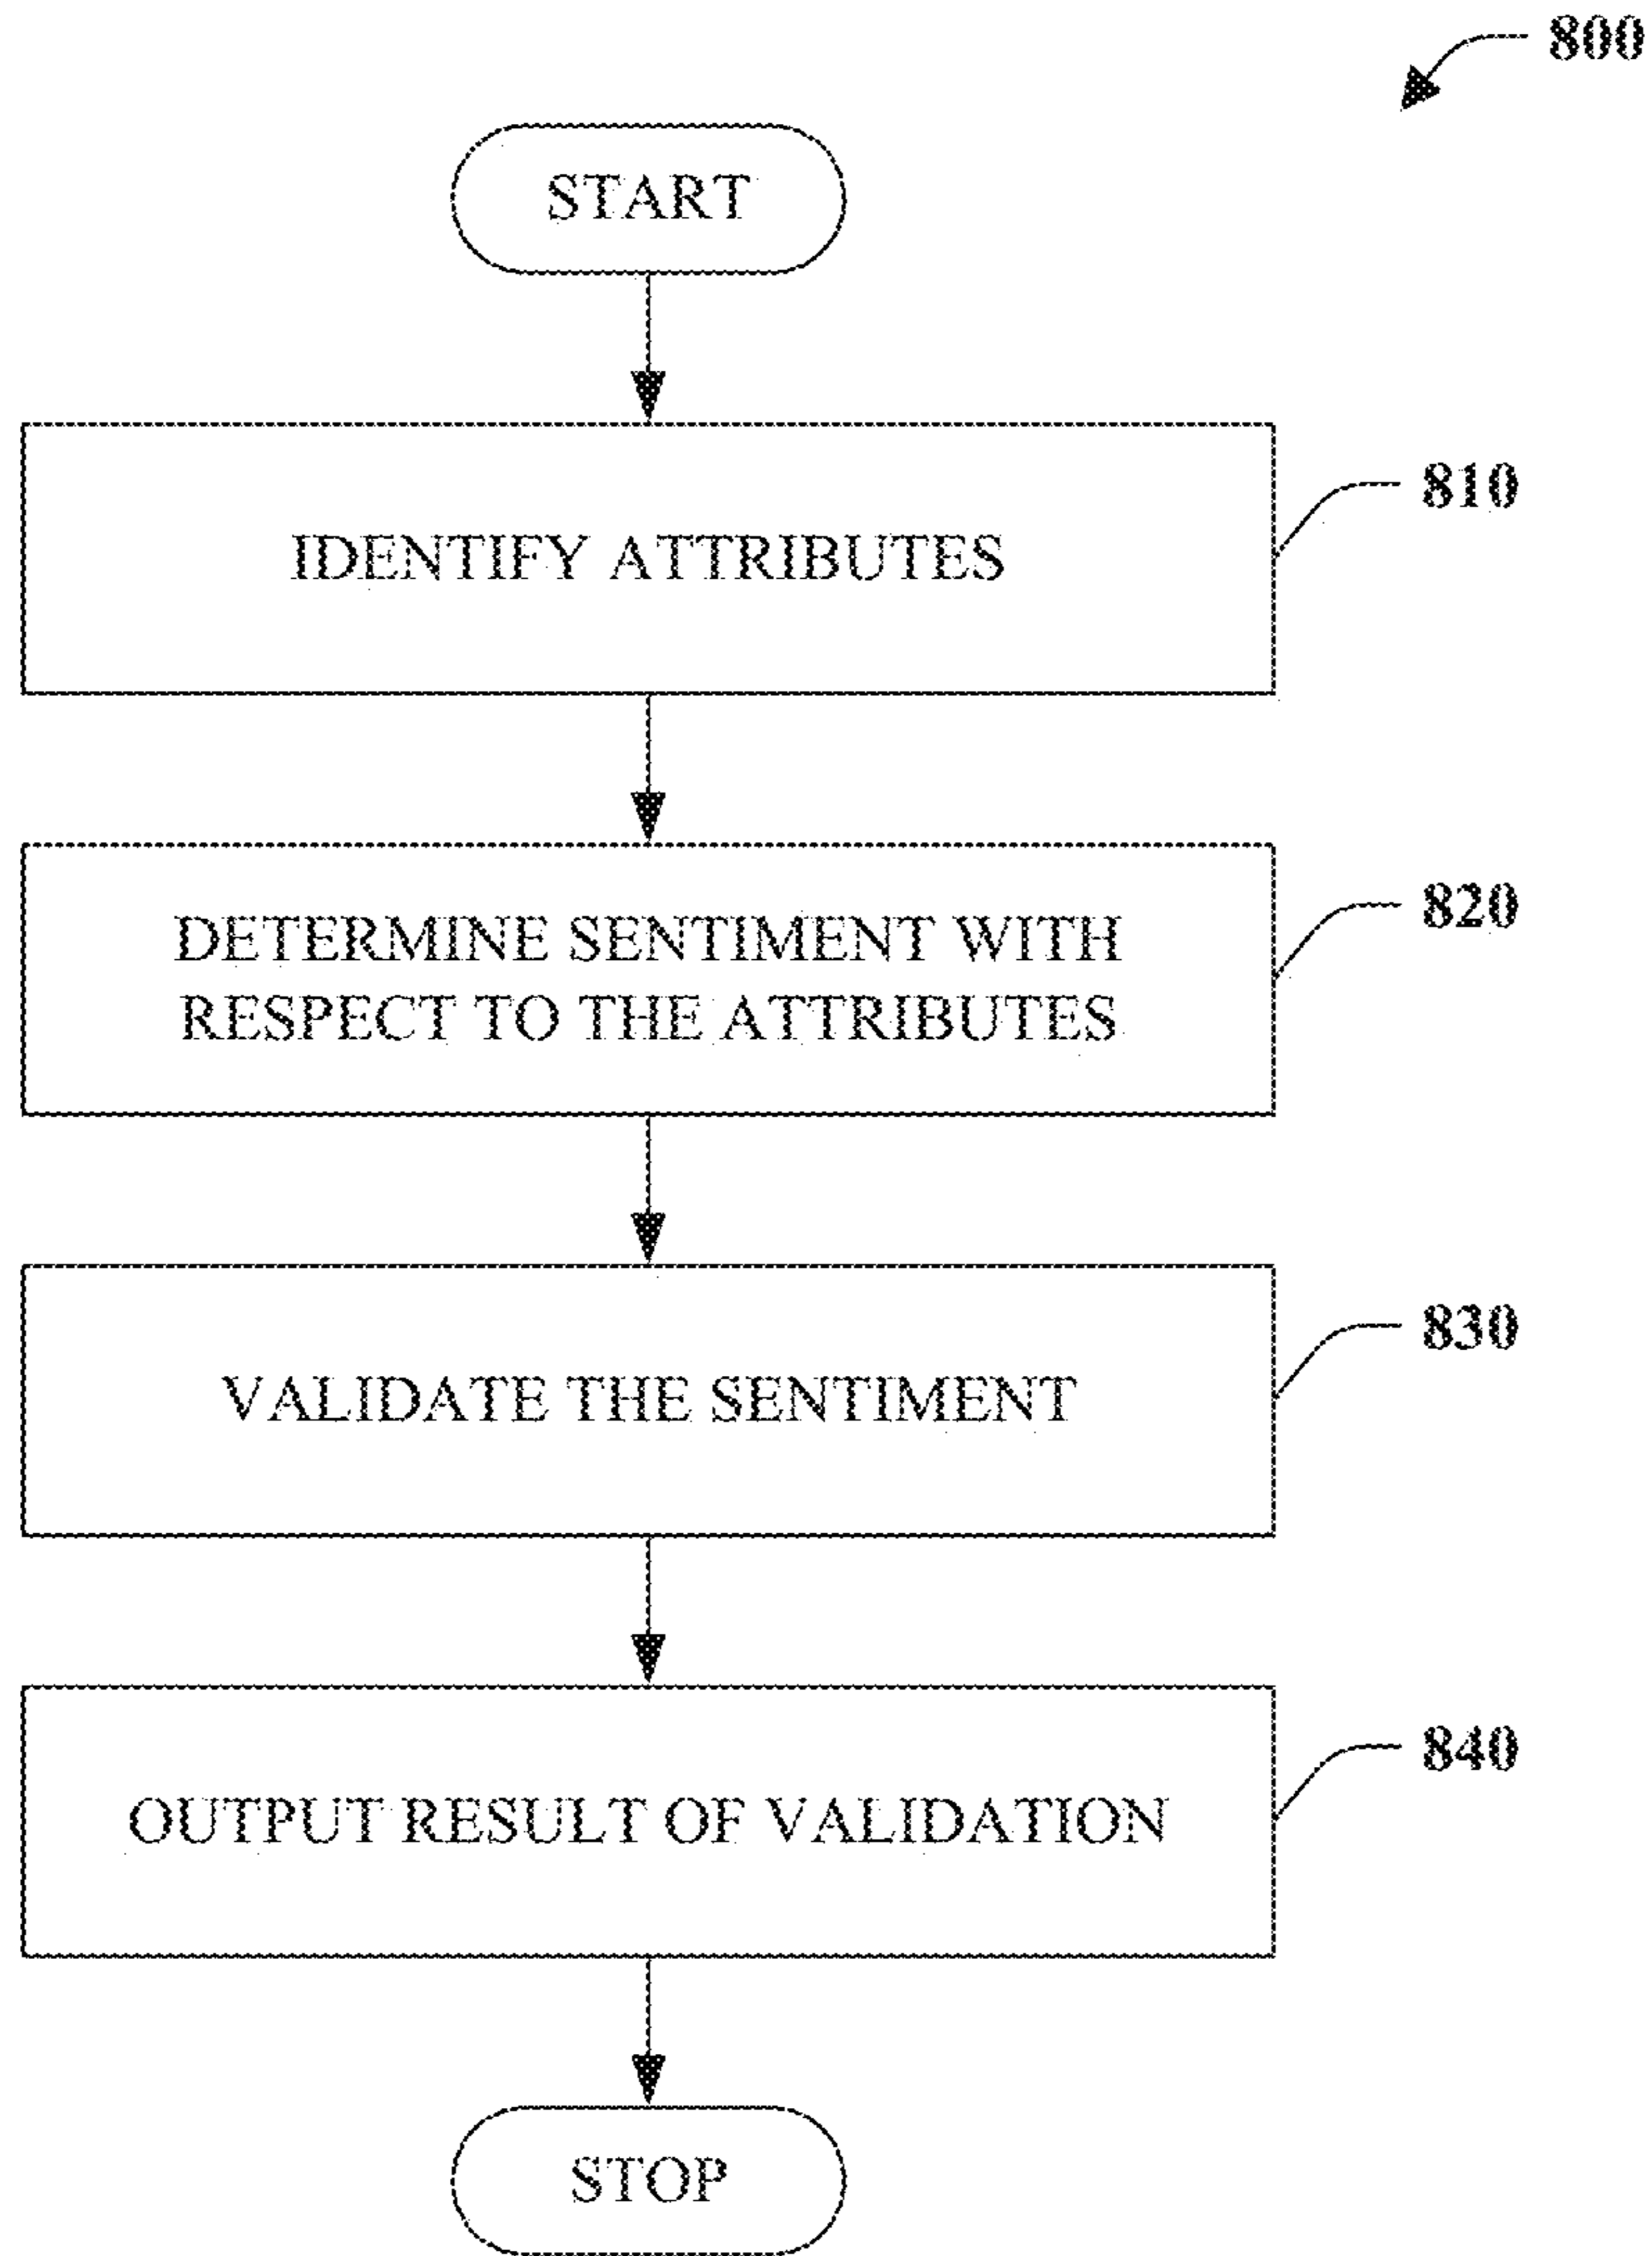 800
START
IDENTIFY ATTRIBUTES
810
DETERMINE SENTIMENT WITH
RESPECT TO THE ATTRIBUTES
820
VALIDATE THE SENTIMENT
830
OUTPUT RESULT OF VALIDATION
840
STOP